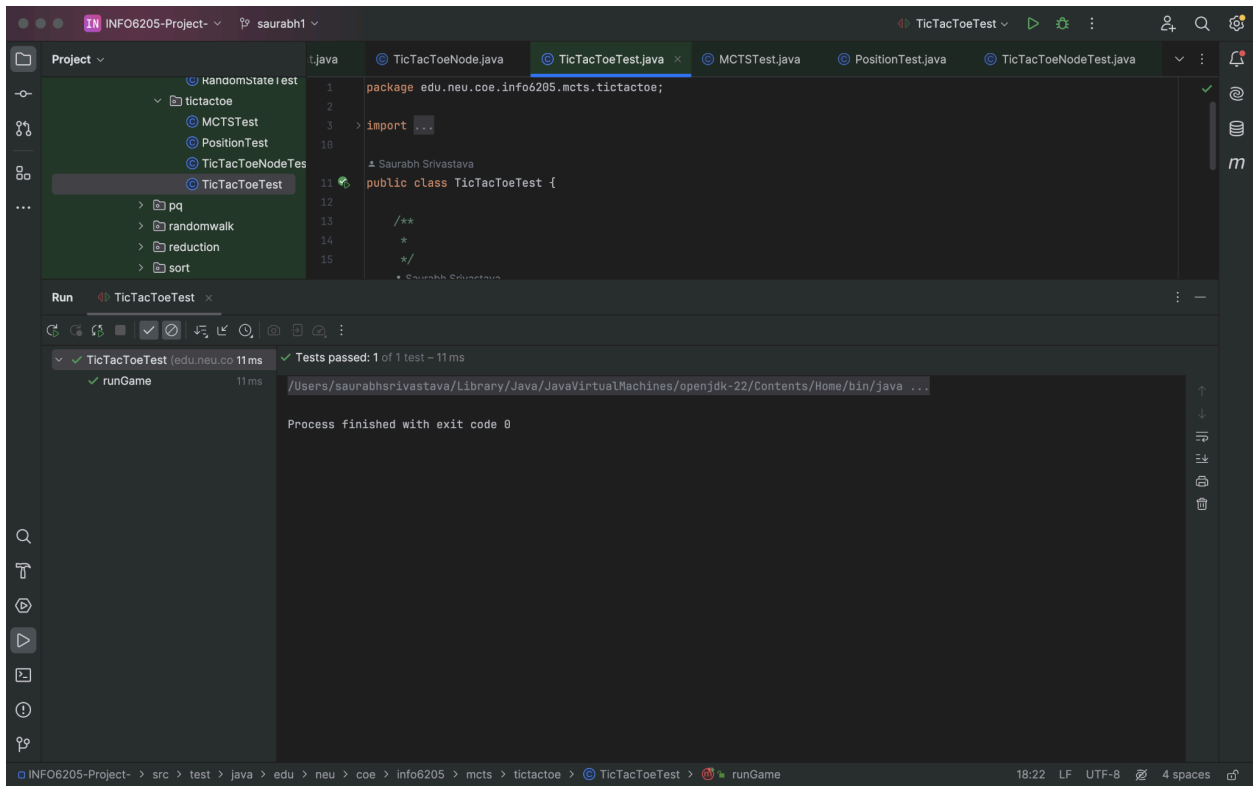 IN INFO6205-Project- saurabh1 TicTacToeTest
Project
t.java TicTacToeNode.java TicTacToeTest.java MCTSTest.java PositionTest.java TicTacToeNodeTest.java
RandomStateTest
tictactoe
MCTSTest
PositionTest
TicTacToeNodeTes
TicTacToeTest
pq
randomwalk
reduction
sort
1 package edu.neu.coe.info6205.mcts.tictactoe;
2
3 import ...
10
Saurabh Srivastava
11 public class TicTacToeTest {
12
13 /**
14 *
15 */
Saurabh Srivastava
Run TicTacToeTest
TicTacToeTest (edu.neu.co 11 ms
runGame 11 ms
Tests passed: 1 of 1 test – 11 ms
/Users/saurabhsrivastava/Library/Java/JavaVirtualMachines/openjdk-22/Contents/Home/bin/java ...
Process finished with exit code 0
m
INFO6205-Project- > src > test > java > edu > neu > coe > info6205 > mcts > tictactoe > TicTacToeTest > runGame 18:22 LF UTF-8 4 spaces